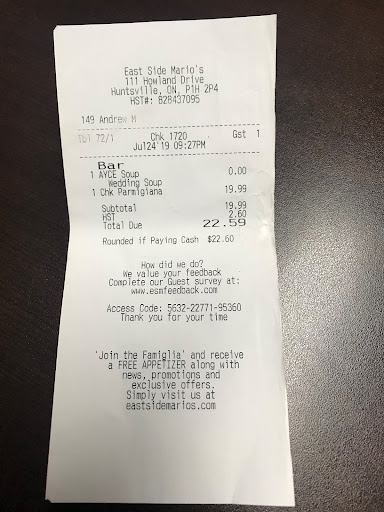 East Side Mario's
111 Howland Drive
Huntsville, ON, P1H 2P4
HST#: 828437095
149 Andrew M
Tbl 72/1 Chk 1720 Gst 1
Jul24'19 09:27PM
Bar
1 AYCE Soup 0.00
Wedding Soup
1 Chk Parmigiana 19.99
Subtotal 19.99
HST 2.60
Total Due 22.59
Rounded if Paying Cash $22.60
How did we do?
We value your feedback
Complete our Guest survey at:
www.esmfeedback.com
Access Code: 5632-22771-95360
Thank you for your time
'Join the Famiglia' and receive
a FREE APPETIZER along with
news, promotions and
exclusive offers.
Simply visit us at
eastsidemarios.com